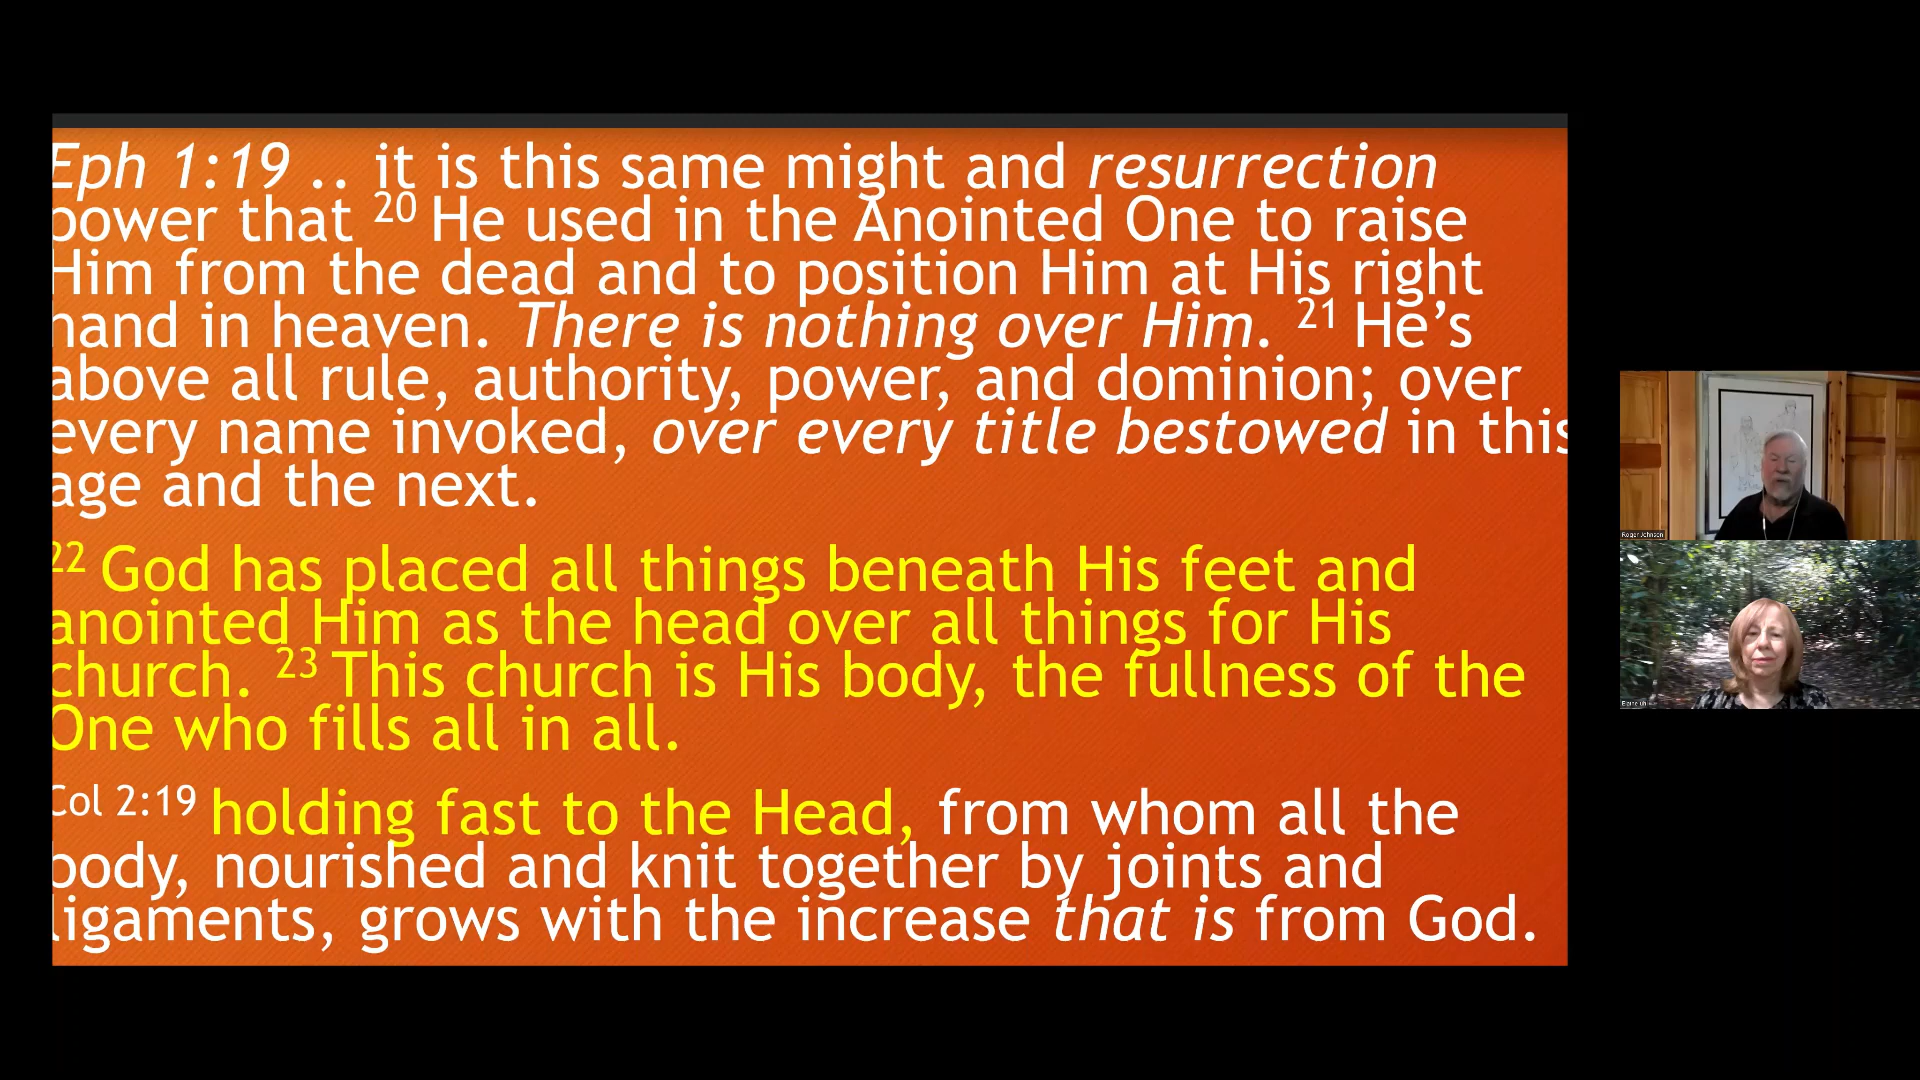 Eph 1:19 .. it is this same might and resurrection
power that 20 He used in the Anointed One to raise
Him from the dead and to position Him at His right
hand in heaven. There is nothing over Him. 21 He’s
above all rule, authority, power, and dominion; over
every name invoked, over every title bestowed in this
age and the next.
22 God has placed all things beneath His feet and
anointed Him as the head over all things for His
church. 23 This church is His body, the fullness of the
One who fills all in all.
Col 2:19 holding fast to the Head, from whom all the
body, nourished and knit together by joints and
ligaments, grows with the increase that is from God.
Roger Johnson
Elaine